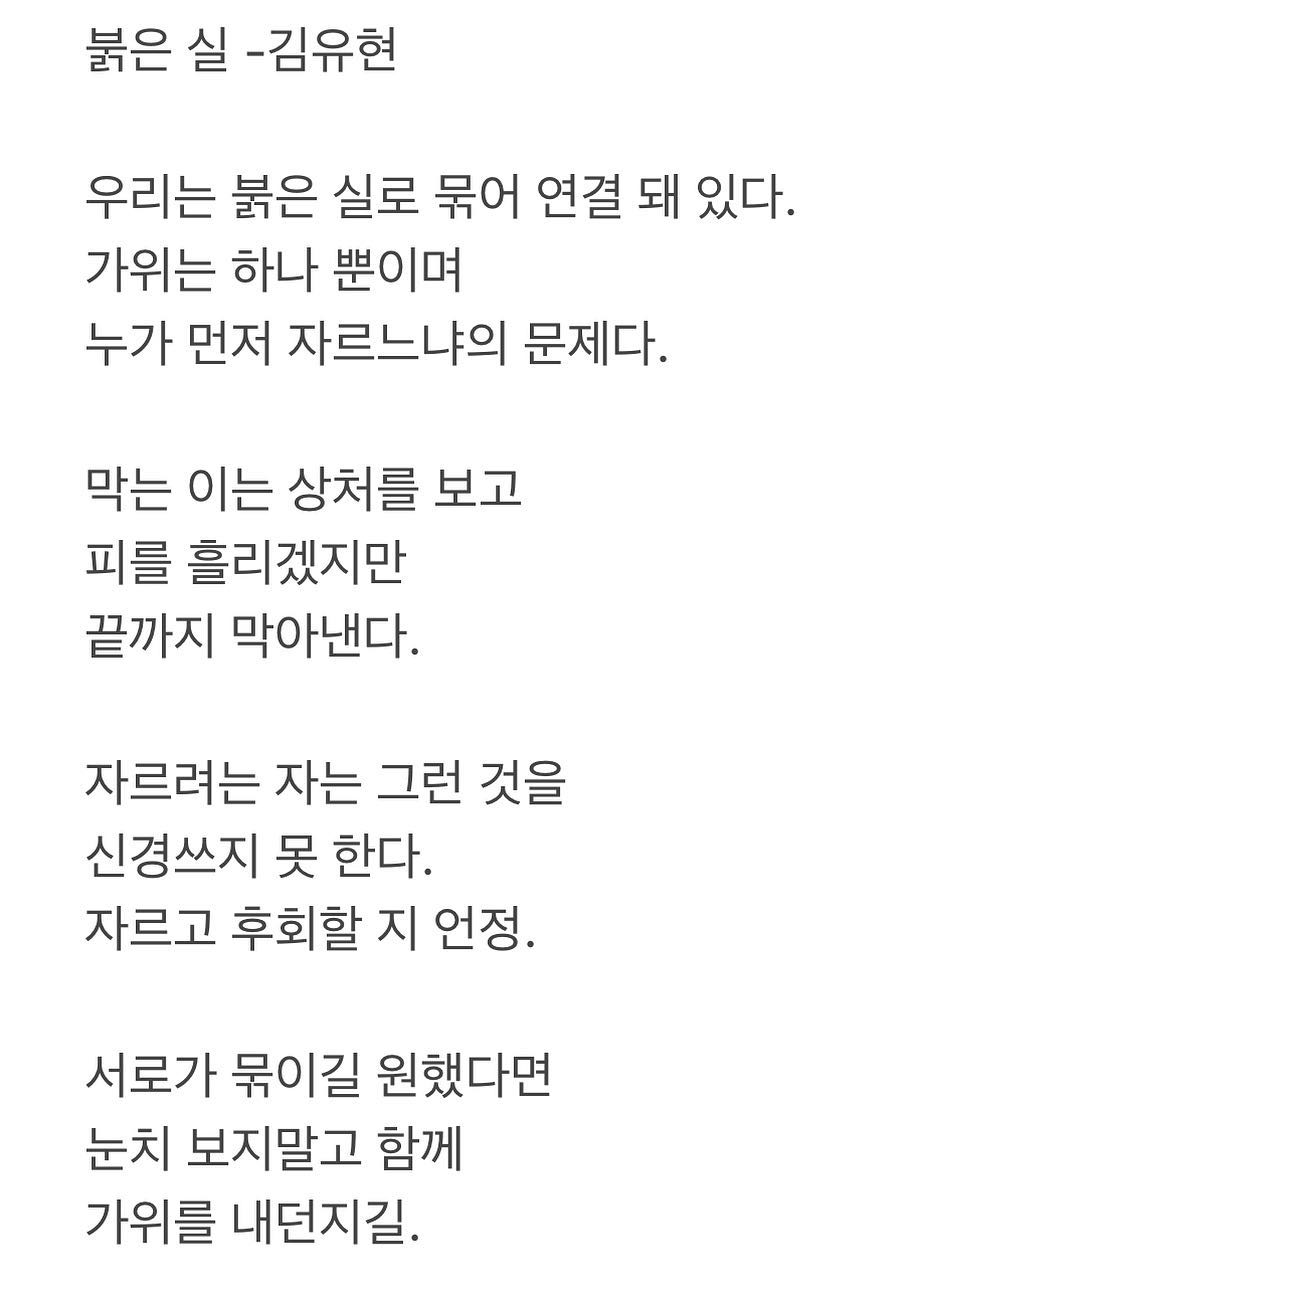 붉은 실 -김유현
우리는 붉은 실로 묶어 연결 돼 있다.
가위는 하나 뿐이며
누가 먼저 자르느냐의 문제다.
막는 이는 상처를 보고
피를 흘리겠지만
끝까지 막아낸다.
자르려는 자는 그런 것을
신경쓰지 못 한다.
자르고 후회할 지 언정.
서로가 묶이길 원했다면
눈치 보지말고 함께
가위를 내던지길.